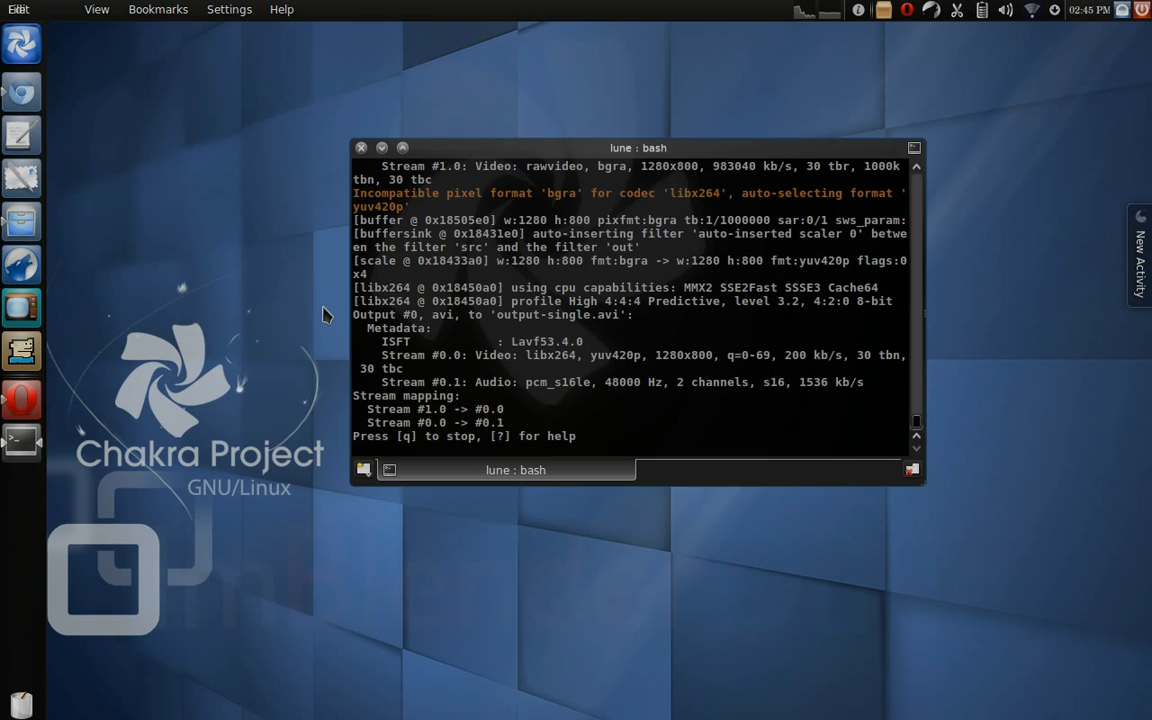 File Edit View Bookmarks Settings Help
02:45 PM
lune : bash
Stream #1.0: Video: rawvideo, bgra, 1280x800, 983040 kb/s, 30 tbr, 1000k
tbn, 30 tbc
Incompatible pixel format 'bgra' for codec 'libx264', auto-selecting format '
yuv420p'
[buffer @ 0x18505e0] w:1280 h:800 pixfmt:bgra tb:1/1000000 sar:0/1 sws_param:
[buffersink @ 0x18431e0] auto-inserting filter 'auto-inserted scaler 0' betwe
en the filter 'src' and the filter 'out'
[scale @ 0x18433a0] w:1280 h:800 fmt:bgra -> w:1280 h:800 fmt:yuv420p flags:0
x4
[libx264 @ 0x18450a0] using cpu capabilities: MMX2 SSE2Fast SSSE3 Cache64
[libx264 @ 0x18450a0] profile High 4:4:4 Predictive, level 3.2, 4:2:0 8-bit
Output #0, avi, to 'output-single.avi':
Metadata:
ISFT : Lavf53.4.0
Stream #0.0: Video: libx264, yuv420p, 1280x800, q=0-69, 200 kb/s, 30 tbn,
30 tbc
Stream #0.1: Audio: pcm_s16le, 48000 Hz, 2 channels, s16, 1536 kb/s
Stream mapping:
Stream #1.0 -> #0.0
Stream #0.0 -> #0.1
Press [q] to stop, [?] for help
lune : bash
New Activity
Chakra Project
GNU/Linux